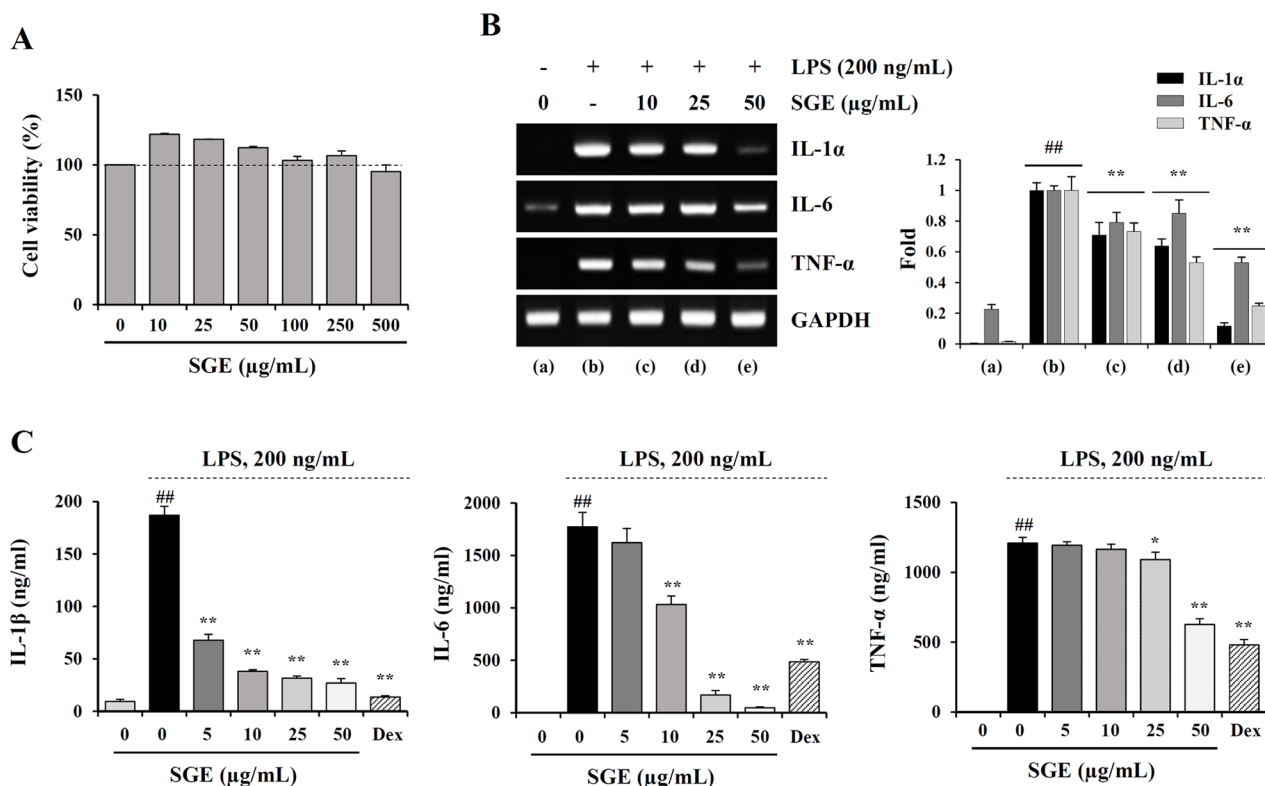 A
Cell viability (%)
150
100
50
0
0 10 25 50 100 250 500
SGE (µg/mL)
B
- + + + + LPS (200 ng/mL)
0 - 10 25 50 SGE (µg/mL)
IL-1α
IL-6
TNF-α
GAPDH
(a) (b) (c) (d) (e)
IL-1α
IL-6
TNF-α
Fold
1.2
1
0.8
0.6
0.4
0.2
0
##
**
**
**
(a) (b) (c) (d) (e)
C
LPS, 200 ng/mL
IL-1β (ng/ml)
200
150
100
50
0
##
**
**
**
**
**
0 0 5 10 25 50 Dex
SGE (µg/mL)
LPS, 200 ng/mL
IL-6 (ng/ml)
2000
1500
1000
500
0
##
**
**
**
**
0 0 5 10 25 50 Dex
SGE (µg/mL)
LPS, 200 ng/mL
TNF-α (ng/ml)
1500
1000
500
0
##
*
**
**
0 0 5 10 25 50 Dex
SGE (µg/mL)